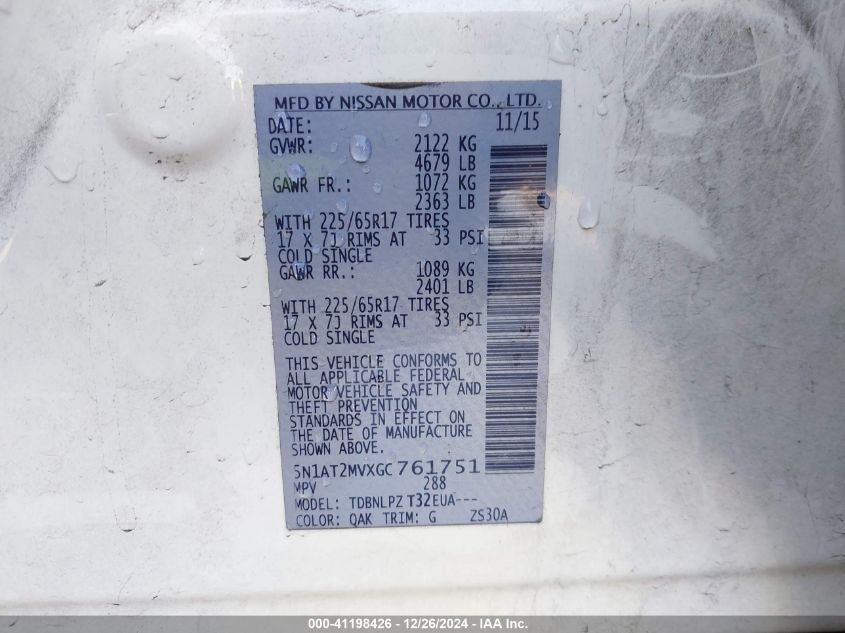 MFD BY NISSAN MOTOR CO., LTD.
DATE: 11/15
GVWR: 2122 KG
4679 LB
GAWR FR.: 1072 KG
2363 LB
WITH 225/65R17 TIRES
17 X 7J RIMS AT 33 PSI
COLD SINGLE
GAWR RR.: 1089 KG
2401 LB
WITH 225/65R17 TIRES
17 X 7J RIMS AT 33 PSI
COLD SINGLE
THIS VEHICLE CONFORMS TO
ALL APPLICABLE FEDERAL
MOTOR VEHICLE SAFETY AND
THEFT PREVENTION
STANDARDS IN EFFECT ON
THE DATE OF MANUFACTURE
SHOWN ABOVE.
5N1AT2MVXGC761751
MPV 288
MODEL: TDBNLPZ T32EUA---
COLOR: QAK TRIM: G ZS30A
000-41198426 - 12/26/2024 - IAA Inc.